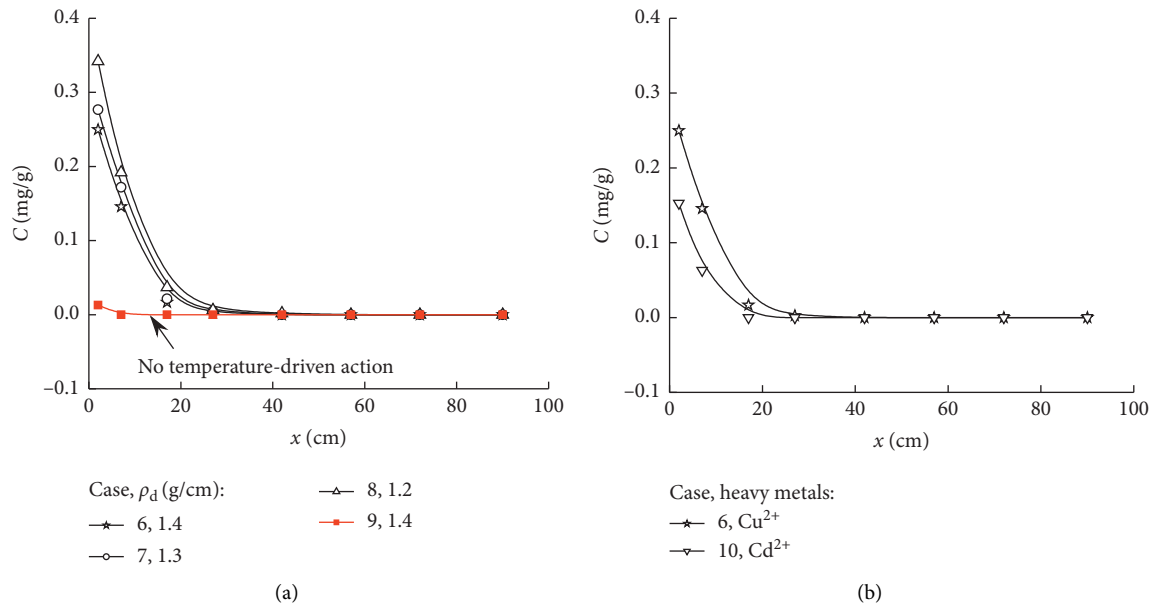 0.4
0.3
0.2
0.1
0.0
−0.1
C (mg/g)
0 20 40 60 80 100
x (cm)
No temperature-driven action
Case, ρd (g/cm):
6, 1.4
7, 1.3
8, 1.2
9, 1.4
(a)
0.4
0.3
0.2
0.1
0.0
−0.1
C (mg/g)
0 20 40 60 80 100
x (cm)
Case, heavy metals:
6, Cu²⁺
10, Cd²⁺
(b)